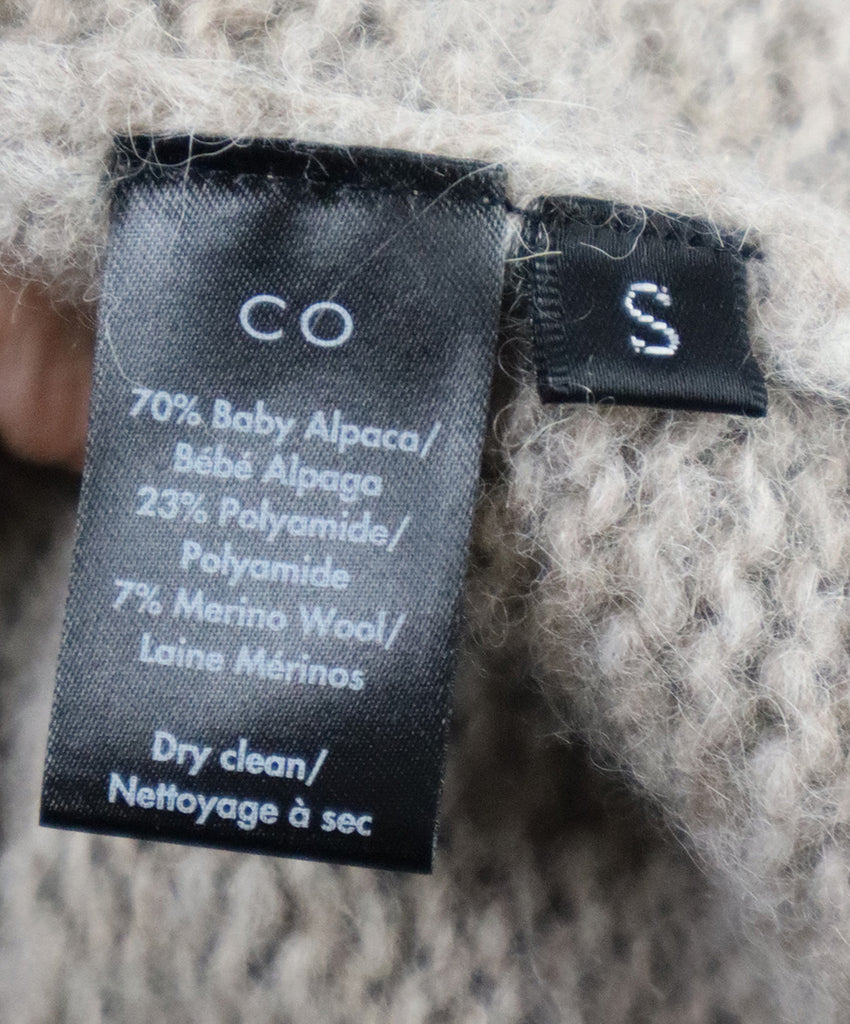 CO
70% Baby Alpaca/
Bébé Alpaga
23% Polyamide/
Polyamide
7% Merino Wool/
Laine Mérinos
Dry clean/
Nettoyage à sec
S